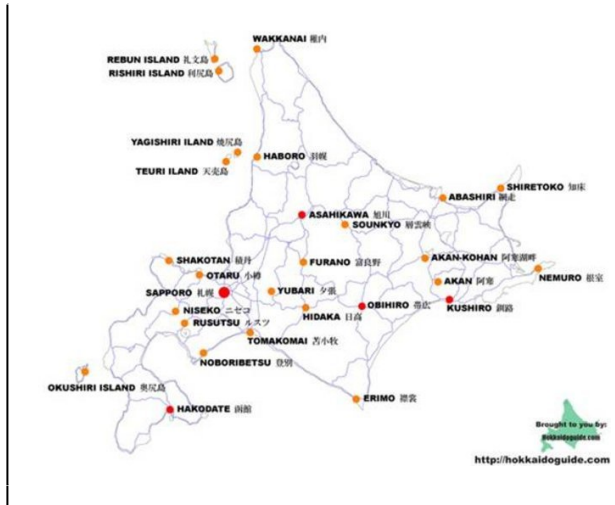 WAKKANAI 稚内
REBUN ISLAND 礼文島
RISHIRI ISLAND 利尻島
YAGISHIRI ILAND 焼尻島
HABORO 羽幌
TEURI ILAND 天売島
SHIRETOKO 知床
ABASHIRI 網走
ASAHIKAWA 旭川
SOUNKYO 層雲峡
SHAKOTAN 積丹
FURANO 富良野
AKAN-KOHAN 阿寒湖畔
OTARU 小樽
NEMURO 根室
AKAN 阿寒
SAPPORO 札幌
YUBARI 夕張
OBIHIRO 帯広
KUSHIRO 釧路
NISEKO ニセコ
HIDAKA 日高
RUSUTSU ルスツ
TOMAKOMAI 苫小牧
NOBORIBETSU 登別
OKUSHIRI ISLAND 奥尻島
ERIMO 襟裳
HAKODATE 函館
Brought to you by:
Hokkaidoguide.com
http://hokkaidoguide.com